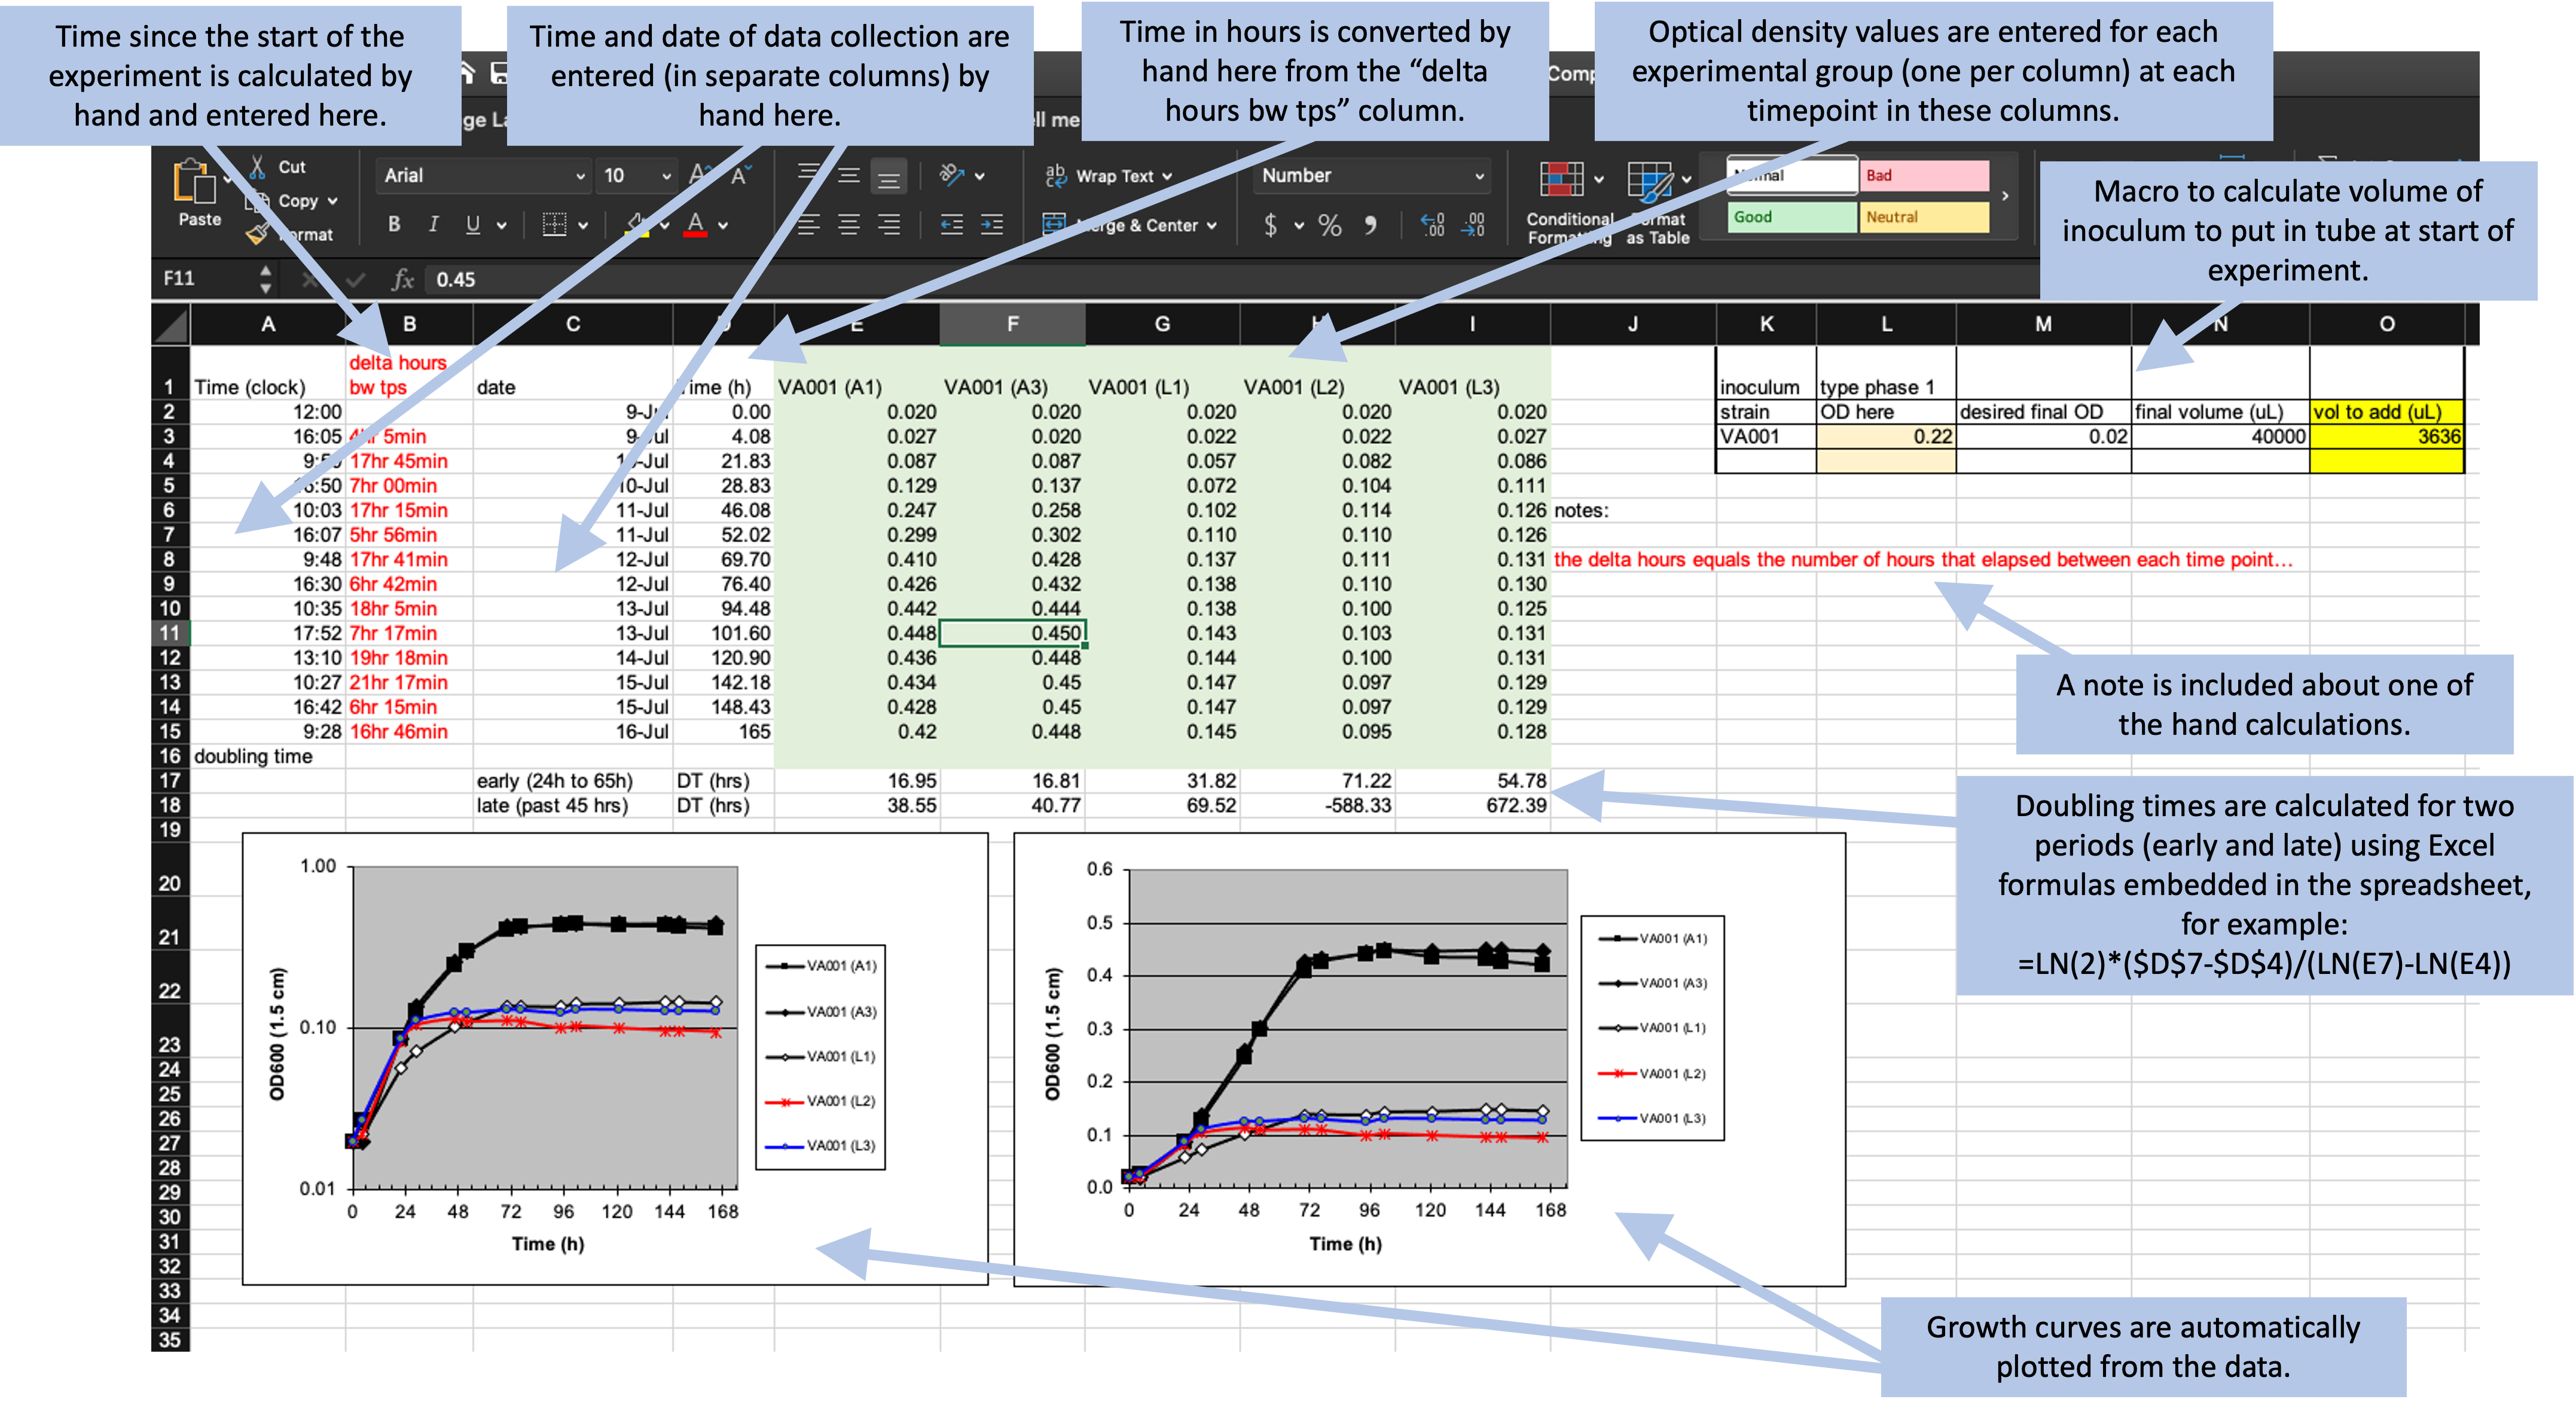 Time since the start of the
experiment is calculated by
hand and entered here.
Time and date of data collection are
entered (in separate columns) by
hand here.
Time in hours is converted by
hand here from the “delta
hours bw tps” column.
Optical density values are entered for each
experimental group (one per column) at each
timepoint in these columns.
Macro to calculate volume of
inoculum to put in tube at start of
experiment.
Paste
Cut
Copy
Arial 10
B I U
Wrap Text
Merge & Center
Number
$ %
Conditional
Formatting
as Table
Bad
Good
Neutral
F11 fx 0.45
A B C E F G I J K L M N O
1 Time (clock) delta hours bw tps date Time (h) VA001 (A1) VA001 (A3) VA001 (L1) VA001 (L2) VA001 (L3) inoculum type phase 1
2 12:00 9-Jul 0.00 0.020 0.020 0.020 0.020 0.020 strain OD here desired final OD final volume (uL) vol to add (uL)
3 16:05 4hr 5min 9-Jul 4.08 0.027 0.020 0.022 0.022 0.027 VA001 0.22 0.02 40000 3636
4 17hr 45min 10-Jul 21.83 0.087 0.087 0.057 0.082 0.086
5 16:50 7hr 00min 10-Jul 28.83 0.129 0.137 0.072 0.104 0.111
6 10:03 17hr 15min 11-Jul 46.08 0.247 0.258 0.102 0.114 0.126 notes:
7 16:07 5hr 56min 11-Jul 52.02 0.299 0.302 0.110 0.110 0.126
8 9:48 17hr 41min 12-Jul 69.70 0.410 0.428 0.137 0.111 0.131 the delta hours equals the number of hours that elapsed between each time point...
9 16:30 6hr 42min 12-Jul 76.40 0.426 0.432 0.138 0.110 0.130
10 10:35 18hr 5min 13-Jul 94.48 0.442 0.444 0.138 0.100 0.125
11 17:52 7hr 17min 13-Jul 101.60 0.448 0.450 0.143 0.103 0.131
12 13:10 19hr 18min 14-Jul 120.90 0.436 0.448 0.144 0.100 0.131
13 10:27 21hr 17min 15-Jul 142.18 0.434 0.45 0.147 0.097 0.129
14 16:42 6hr 15min 15-Jul 148.43 0.428 0.45 0.147 0.097 0.129
15 9:28 16hr 46min 16-Jul 165 0.42 0.448 0.145 0.095 0.128
16 doubling time
17 early (24h to 65h) DT (hrs) 16.95 16.81 31.82 71.22 54.78
18 late (past 45 hrs) DT (hrs) 38.55 40.77 69.52 -588.33 672.39
19
20
21
22
23
24
25
26
27
28
29
30
31
32
33
34
35
A note is included about one of
the hand calculations.
Doubling times are calculated for two
periods (early and late) using Excel
formulas embedded in the spreadsheet,
for example:
=LN(2)*($D$7-$D$4)/(LN(E7)-LN(E4))
OD600 (1.5 cm)
1.00
0.10
0.01
0 24 48 72 96 120 144 168
Time (h)
VA001 (A1)
VA001 (A3)
VA001 (L1)
VA001 (L2)
VA001 (L3)
OD600 (1.5 cm)
0.6
0.5
0.4
0.3
0.2
0.1
0.0
0 24 48 72 96 120 144 168
Time (h)
VA001 (A1)
VA001 (A3)
VA001 (L1)
VA001 (L2)
VA001 (L3)
Growth curves are automatically
plotted from the data.